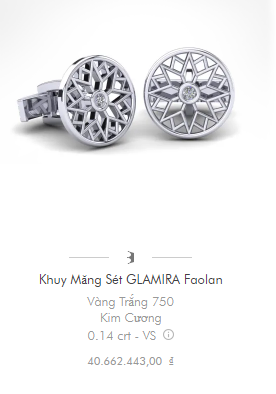 Khuy Măng Sét GLAMIRA Faolan
Vàng Trắng 750
Kim Cương
0.14 crt - VS
40.662.443,00 ₫